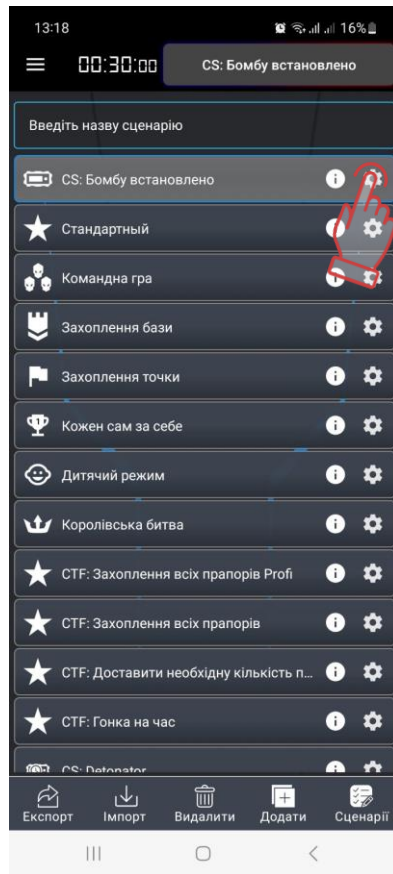 13:18
16%
00:30:00
CS: Бомбу встановлено
Введіть назву сценарію
CS: Бомбу встановлено
Стандартный
Командна гра
Захоплення бази
Захоплення точки
Кожен сам за себе
Дитячий режим
Королівська битва
CTF: Захоплення всіх прапорів Profi
CTF: Захоплення всіх прапорів
CTF: Доставити необхідну кількість п...
CTF: Гонка на час
CS: Detonator
Експорт Імпорт Видалити Додати Сценарії